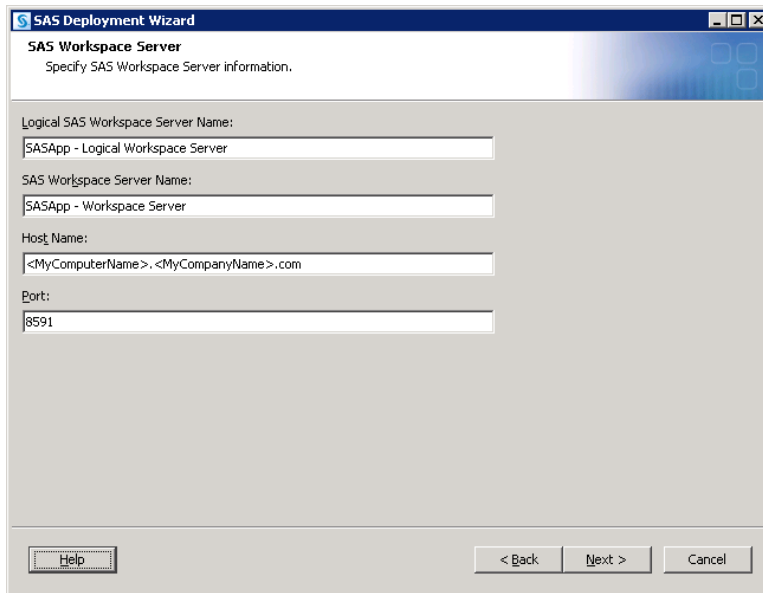 SAS Deployment Wizard
SAS Workspace Server
Specify SAS Workspace Server information.
Logical SAS Workspace Server Name:
SASApp - Logical Workspace Server
SAS Workspace Server Name:
SASApp - Workspace Server
Host Name:
<MyComputerName>.<MyCompanyName>.com
Port:
8591
Help
< Back
Next >
Cancel